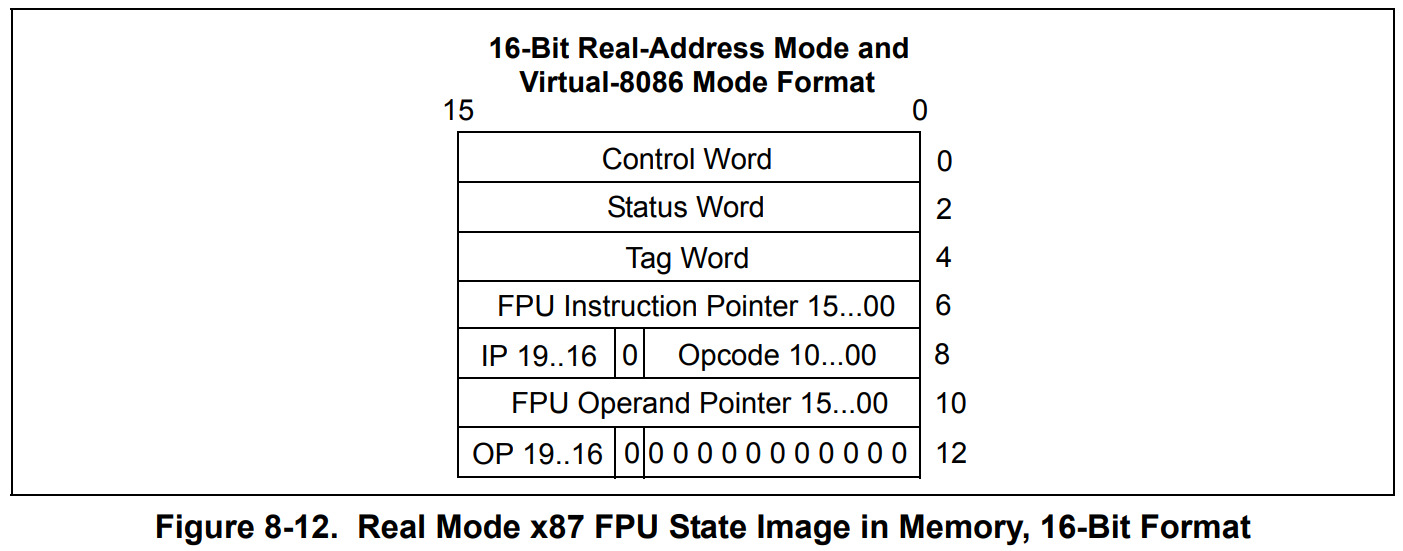 16-Bit Real-Address Mode and
Virtual-8086 Mode Format
15 0
Control Word 0
Status Word 2
Tag Word 4
FPU Instruction Pointer 15...00 6
IP 19..16 0 Opcode 10...00 8
FPU Operand Pointer 15...00 10
OP 19..16 0 0 0 0 0 0 0 0 0 0 0 0 12
Figure 8-12. Real Mode x87 FPU State Image in Memory, 16-Bit Format